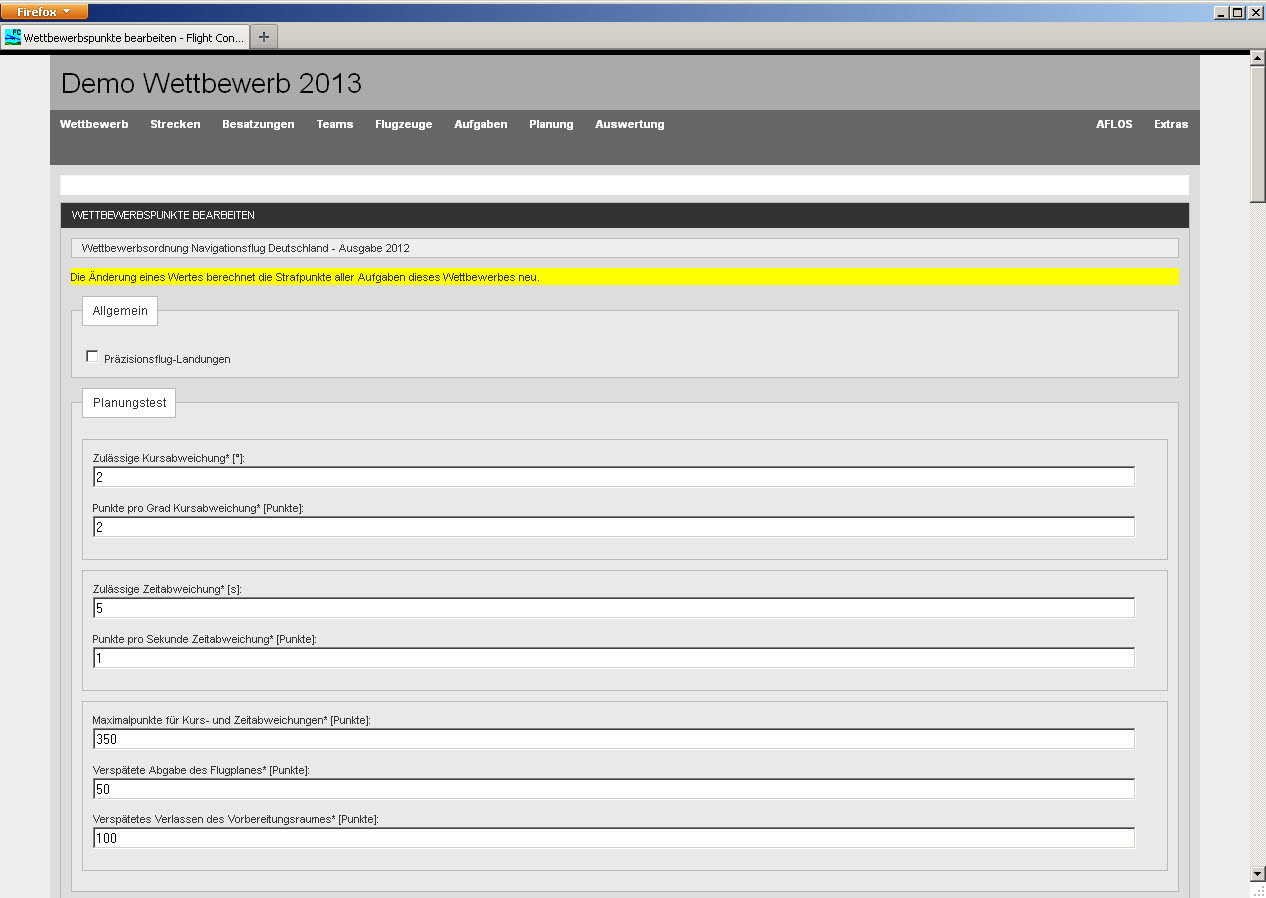 Firefox
Wettbewerbspunkte bearbeiten - Flight Con...
Demo Wettbewerb 2013
Wettbewerb Strecken Besatzungen Teams Flugzeuge Aufgaben Planung Auswertung AFLOS Extras
WETTBEWERBSPUNKTE BEARBEITEN
Wettbewerbsordnung Navigationsflug Deutschland - Ausgabe 2012
Die Änderung eines Wertes berechnet die Strafpunkte aller Aufgaben dieses Wettbewerbes neu.
Allgemein
Präzisionsflug-Landungen
Planungstest
Zulässige Kursabweichung* [°]:
2
Punkte pro Grad Kursabweichung* [Punkte]:
2
Zulässige Zeitabweichung* [s]:
5
Punkte pro Sekunde Zeitabweichung* [Punkte]:
1
Maximalpunkte für Kurs- und Zeitabweichungen* [Punkte]:
350
Verspätete Abgabe des Flugplanes* [Punkte]:
50
Verspätetes Verlassen des Vorbereitungsraumes* [Punkte]:
100